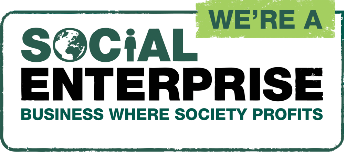 WE'RE A
SOCIAL
ENTERPRISE
BUSINESS WHERE SOCIETY PROFITS